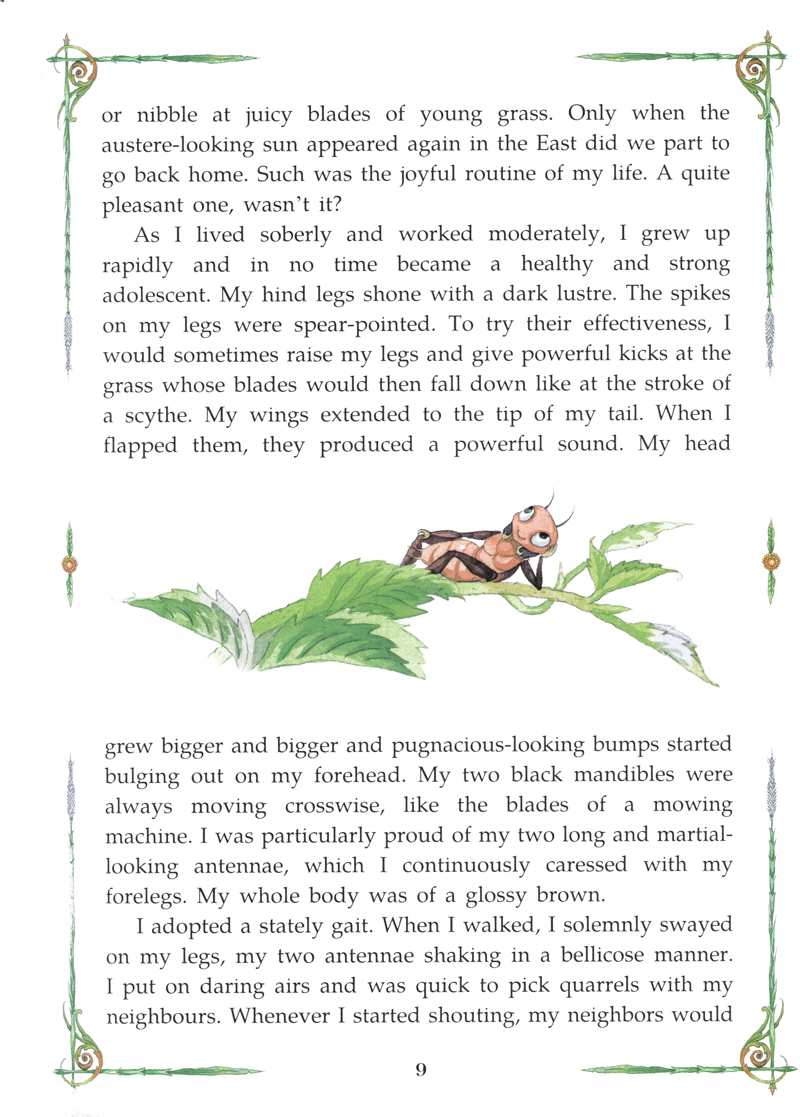 or nibble at juicy blades of young grass. Only when the
austere-looking sun appeared again in the East did we part to
go back home. Such was the joyful routine of my life. A quite
pleasant one, wasn't it?
As I lived soberly and worked moderately, I grew up
rapidly and in no time became a healthy and strong
adolescent. My hind legs shone with a dark lustre. The spikes
on my legs were spear-pointed. To try their effectiveness, I
would sometimes raise my legs and give powerful kicks at the
grass whose blades would then fall down like at the stroke of
a scythe. My wings extended to the tip of my tail. When I
flapped them, they produced a powerful sound. My head
grew bigger and bigger and pugnacious-looking bumps started
bulging out on my forehead. My two black mandibles were
always moving crosswise, like the blades of a mowing
machine. I was particularly proud of my two long and martial-
looking antennae, which I continuously caressed with my
forelegs. My whole body was of a glossy brown.
I adopted a stately gait. When I walked, I solemnly swayed
on my legs, my two antennae shaking in a bellicose manner.
I put on daring airs and was quick to pick quarrels with my
neighbours. Whenever I started shouting, my neighbors would
9